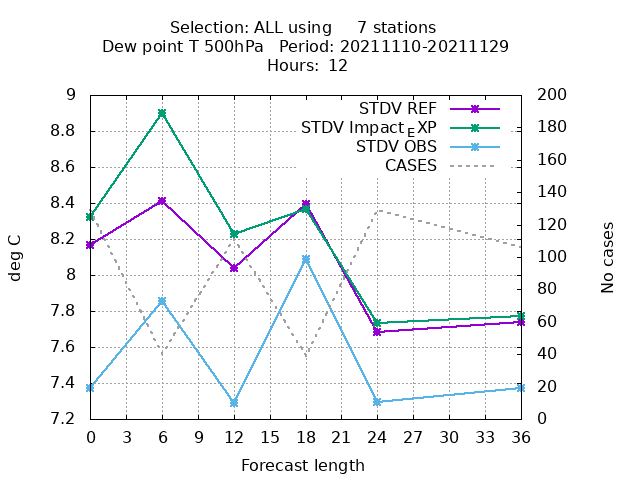 Selection: ALL using     7 stations
Dew point T 500hPa   Period: 20211110-20211129
Hours:  12
STDV REF
STDV Impact_EXP
STDV OBS
CASES
deg C
9
8.8
8.6
8.4
8.2
8
7.8
7.6
7.4
7.2
200
180
160
140
120
100
80
60
40
20
0
No cases
0 3 6 9 12 15 18 21 24 27 30 33 36
Forecast length